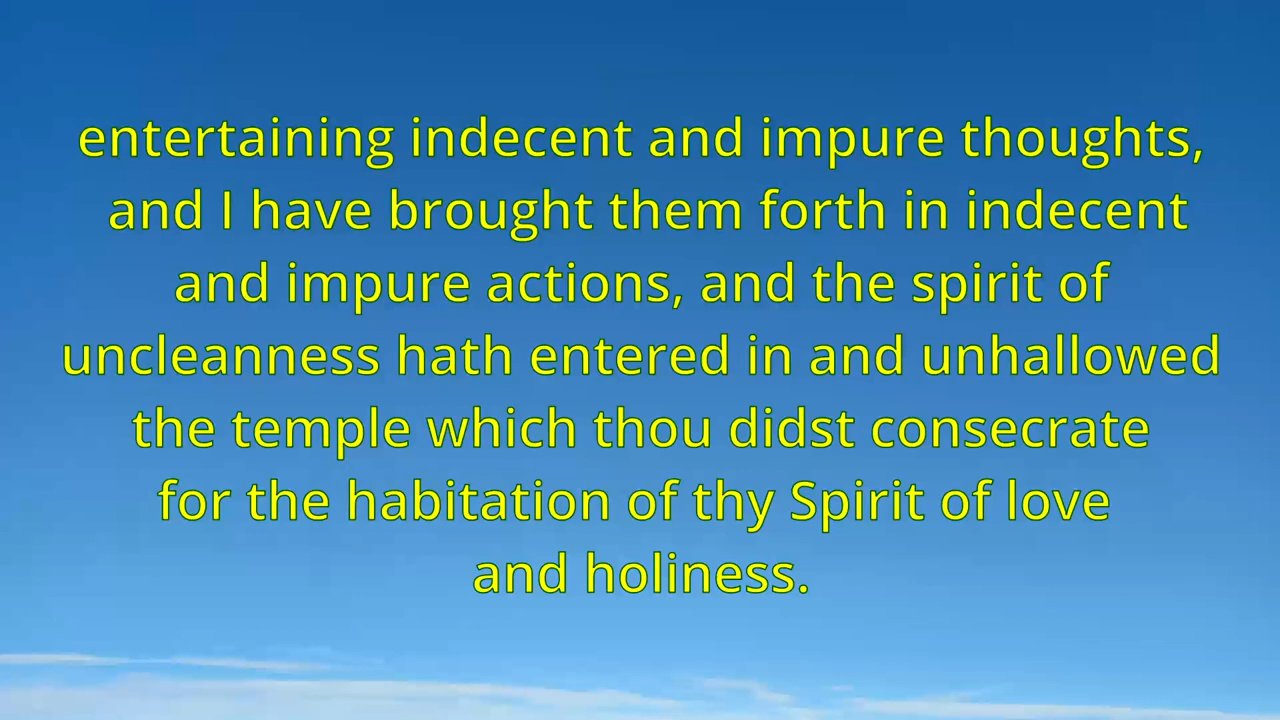 entertaining indecent and impure thoughts,
and I have brought them forth in indecent
and impure actions, and the spirit of
uncleanness hath entered in and unhallowed
the temple which thou didst consecrate
for the habitation of thy Spirit of love
and holiness.